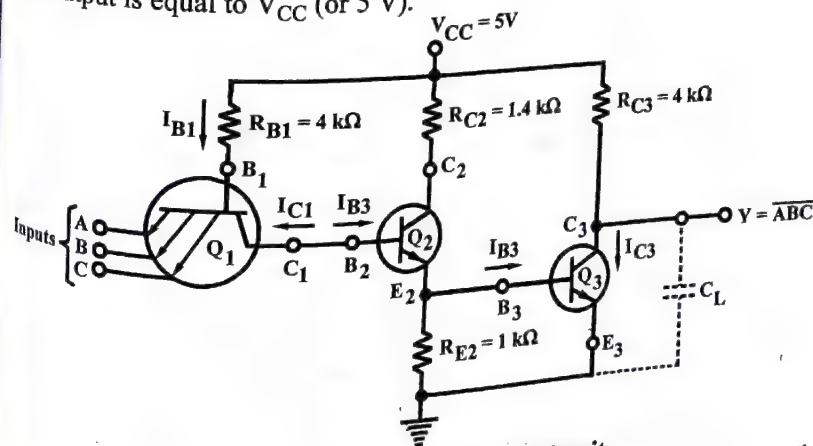 input is equal to V_CC (or 5 V).
V_CC = 5V
I_B1
R_B1 = 4 kΩ
R_C2 = 1.4 kΩ
R_C3 = 4 kΩ
B_1
C_2
Inputs
A
B
C
Q_1
I_C1
I_B3
C_1
B_2
Q_2
E_2
I_B3
B_3
C_3
I_C3
Q_3
Y = \overline{ABC}
C_L
R_E2 = 1 kΩ
E_3